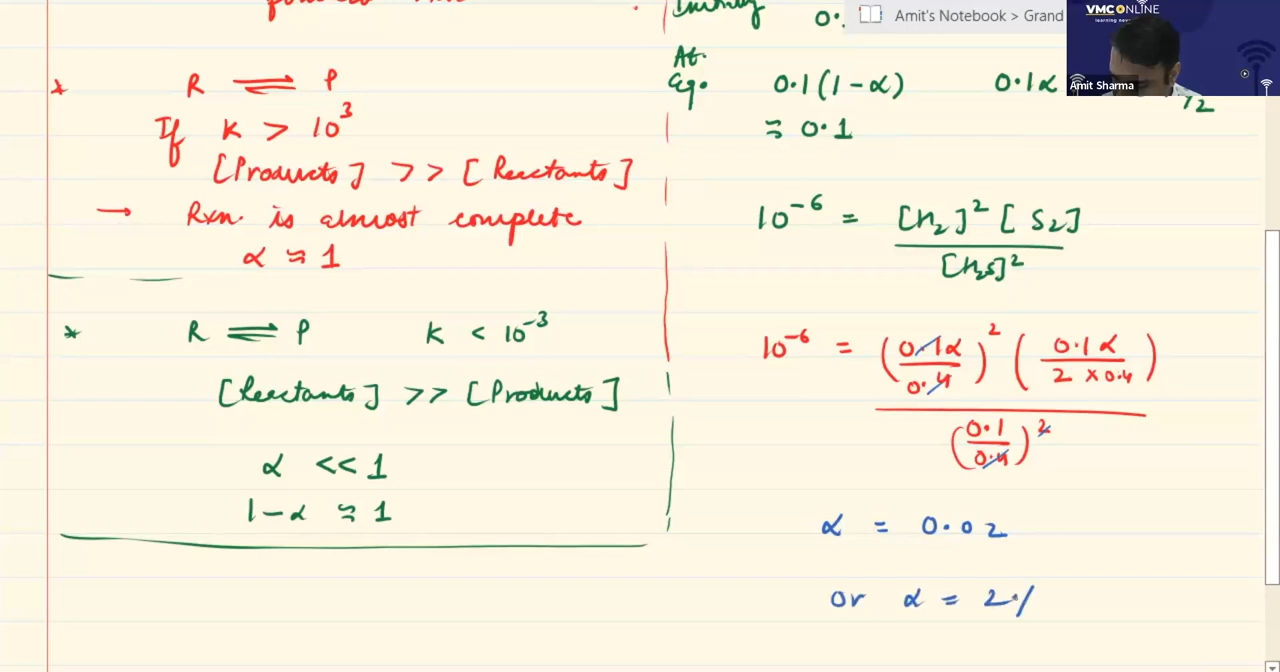 * R ⇌ P
If K > 10³
[Products] >> [Reactants]
→ Rxn. is almost complete
α ≈ 1
* R ⇌ P K < 10⁻³
[Reactants] >> [Products]
α << 1
1-α ≈ 1
0.
At
Eq. 0.1(1-α) 0.1α
/2
≈ 0.1
10⁻⁶ = [H₂]² [S₂]
[H₂S]²
10⁻⁶ = (0.1α/0.4)² (0.1α/2×0.4)
(0.1/0.4)²
α = 0.02
or α = 2%
Amit's Notebook > Grand
VMC ONLINE
Amit Sharma